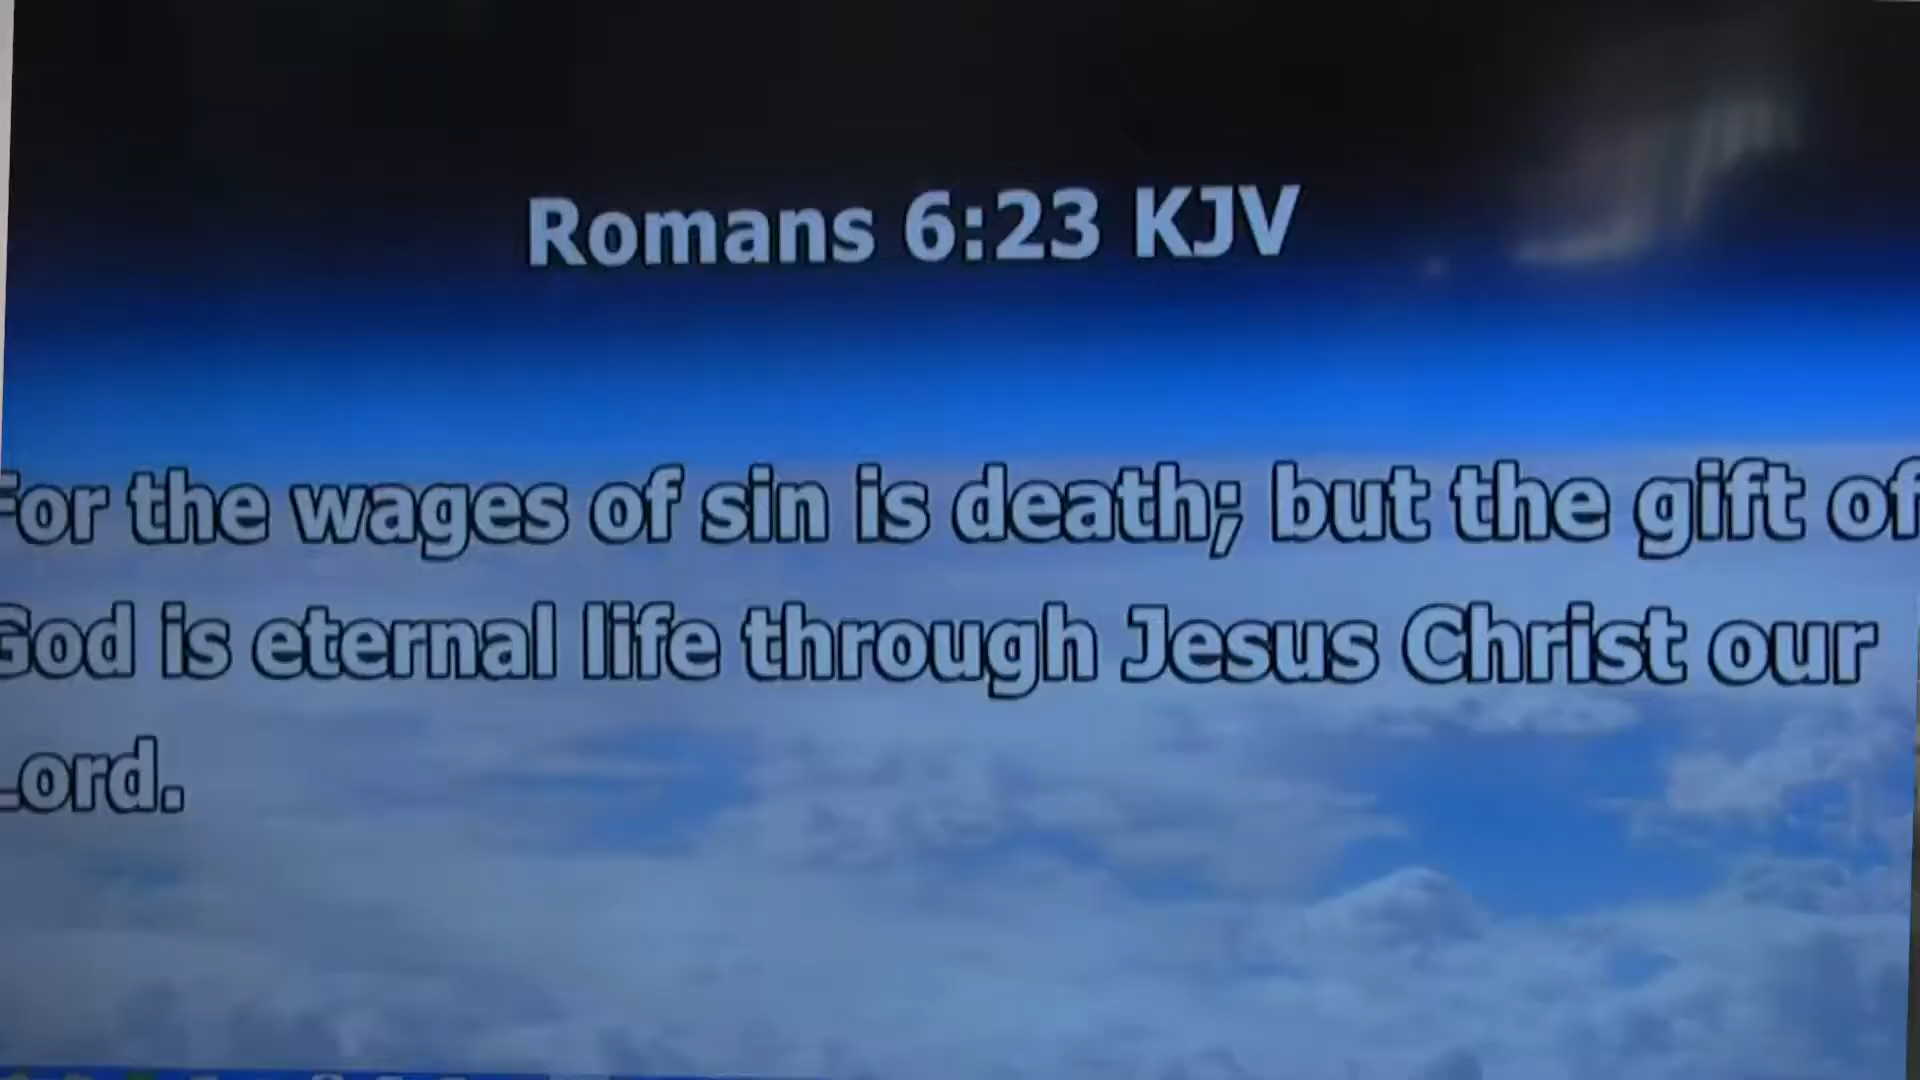 Romans 6:23 KJV
For the wages of sin is death; but the gift of
God is eternal life through Jesus Christ our
Lord.